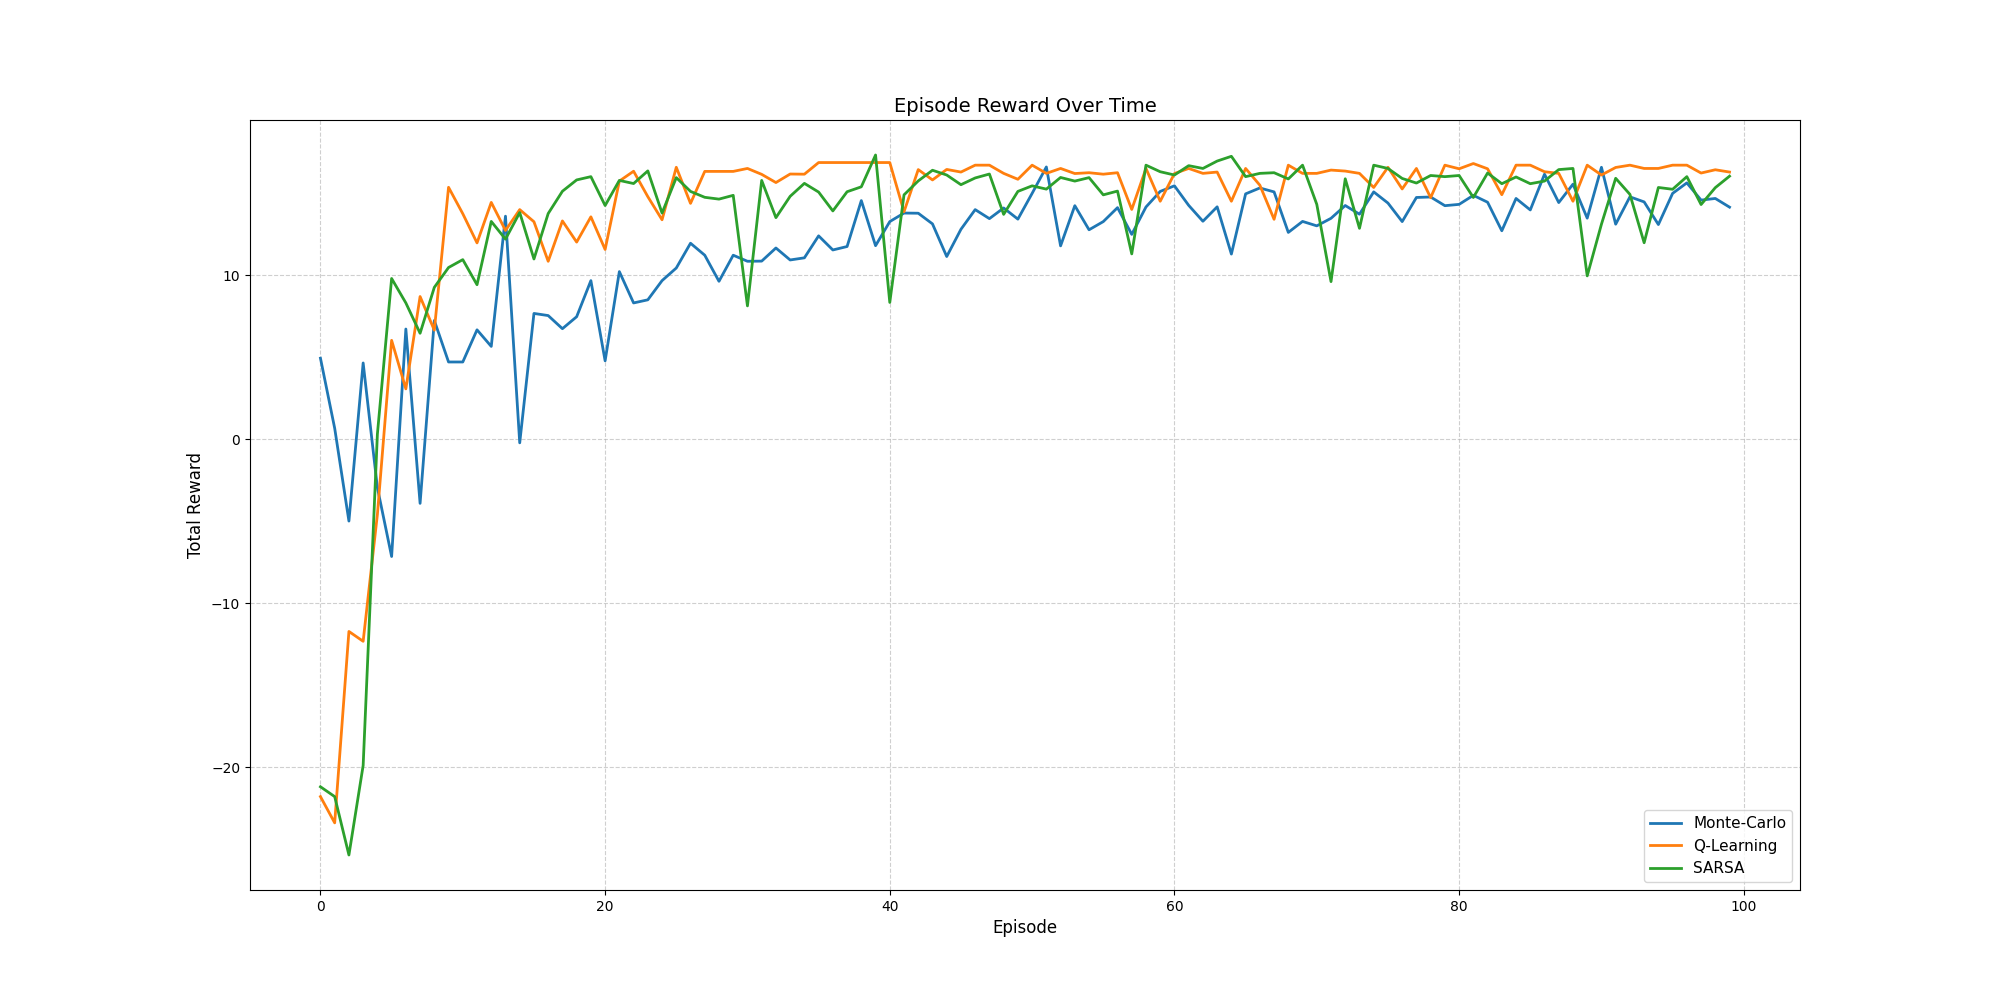 Episode Reward Over Time
Total Reward
10
0
−10
−20
0
20
40
60
80
100
Episode
Monte-Carlo
Q-Learning
SARSA